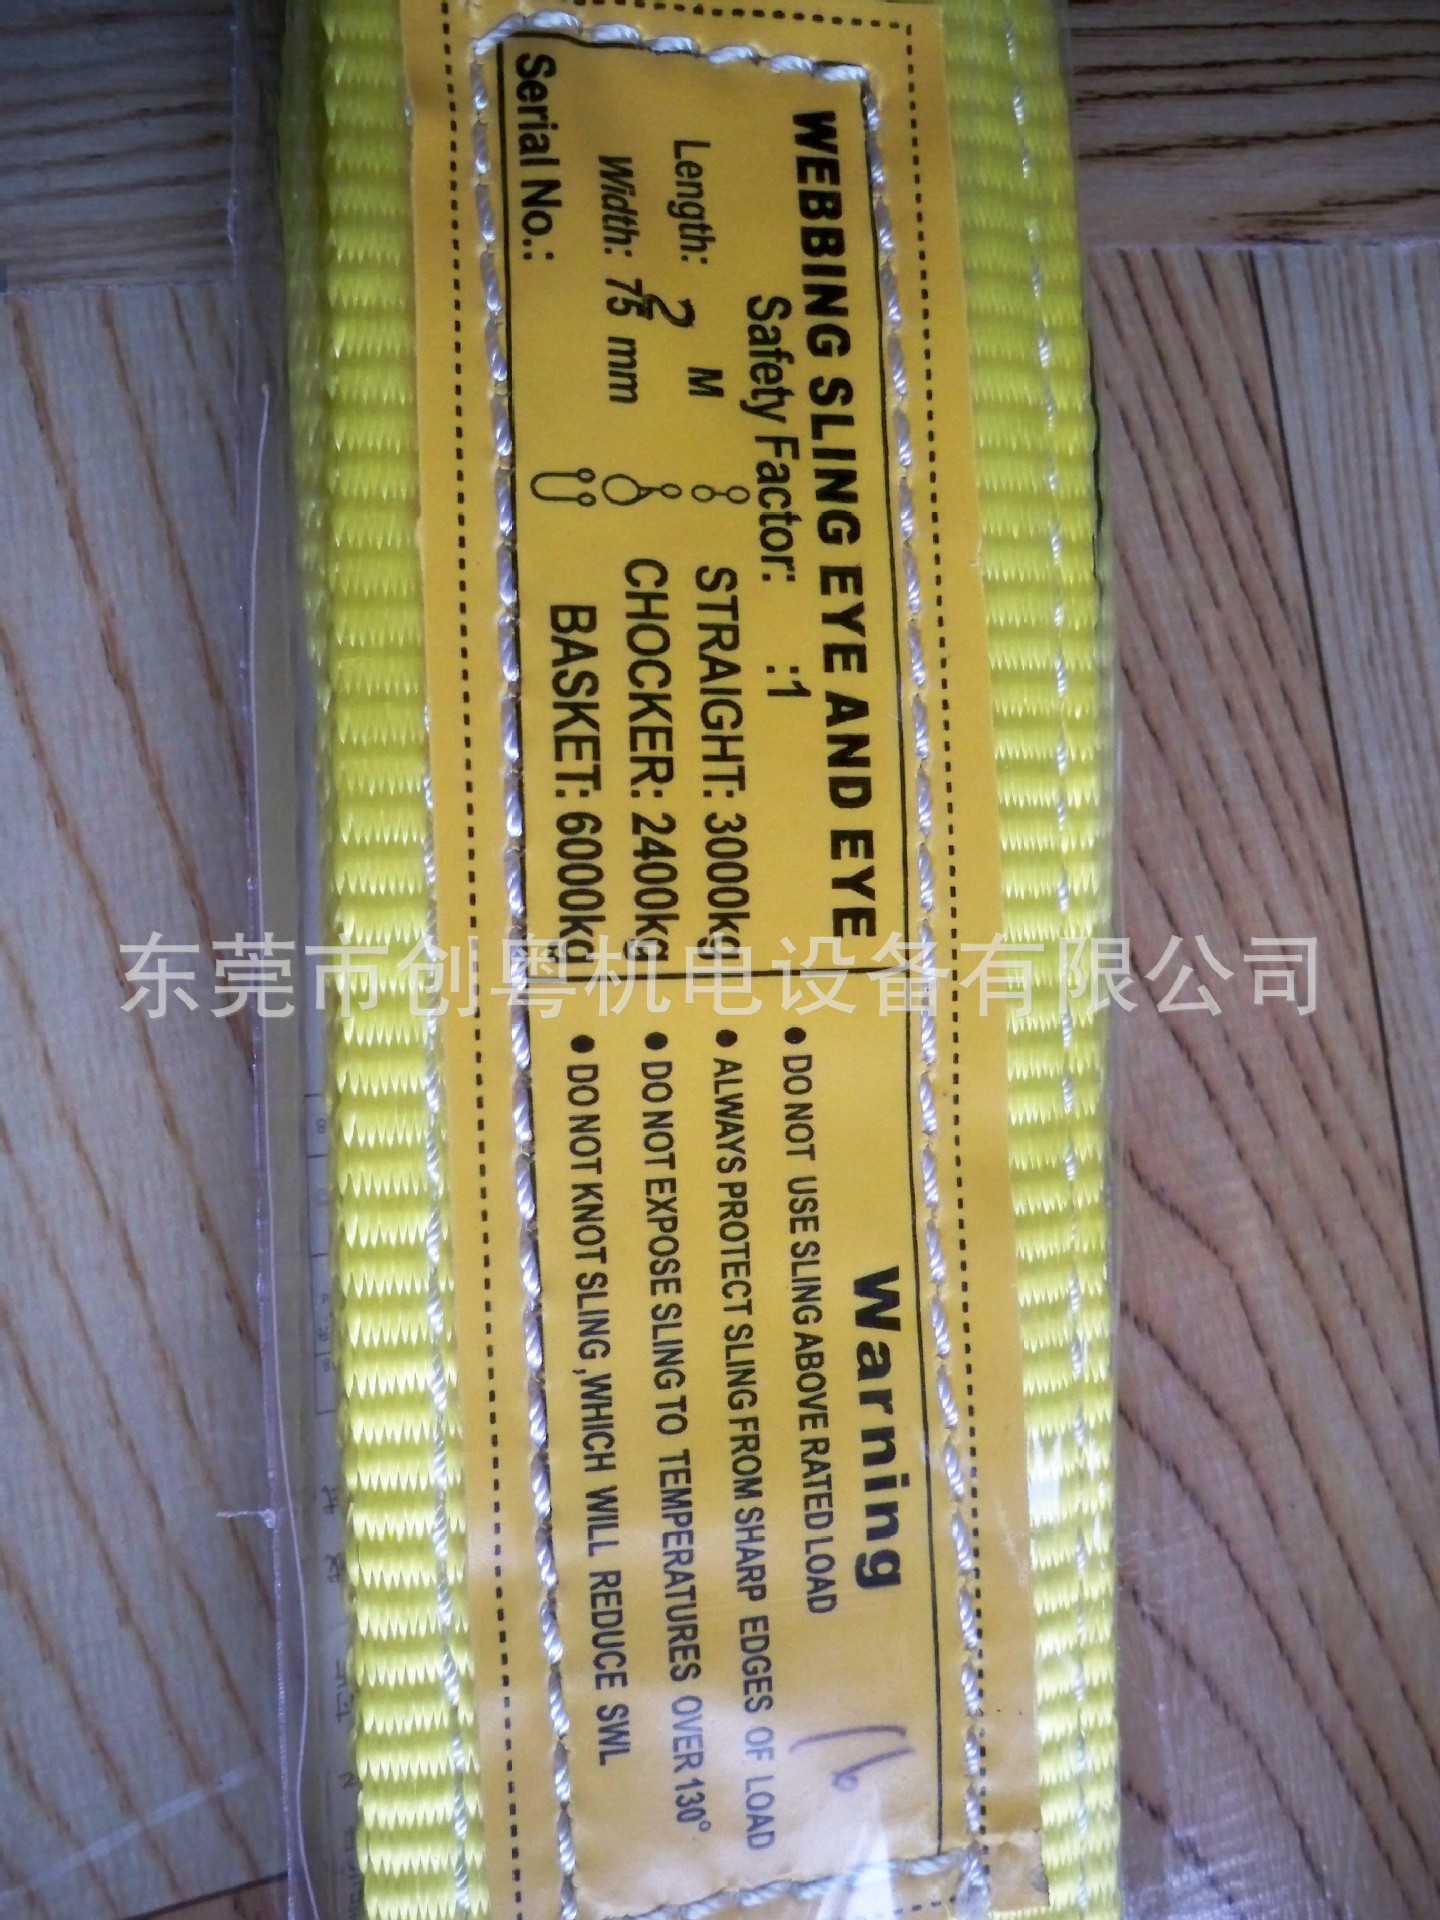 WEBBING SLING EYE AND EYE
Safety Factor: :1
Length: 2 M STRAIGHT: 3000kg
Width: 75 mm CHOCKER: 2400kg
BASKET: 6000kg
Serial No.:
Warning
● DO NOT USE SLING ABOVE RATED LOAD
● ALWAYS PROTECT SLING FROM SHARP EDGES OF LOAD
● DO NOT EXPOSE SLING TO TEMPERATURES OVER 130°
● DO NOT KNOT SLING ,WHICH WILL REDUCE SWL
16
东莞市创粤机电设备有限公司